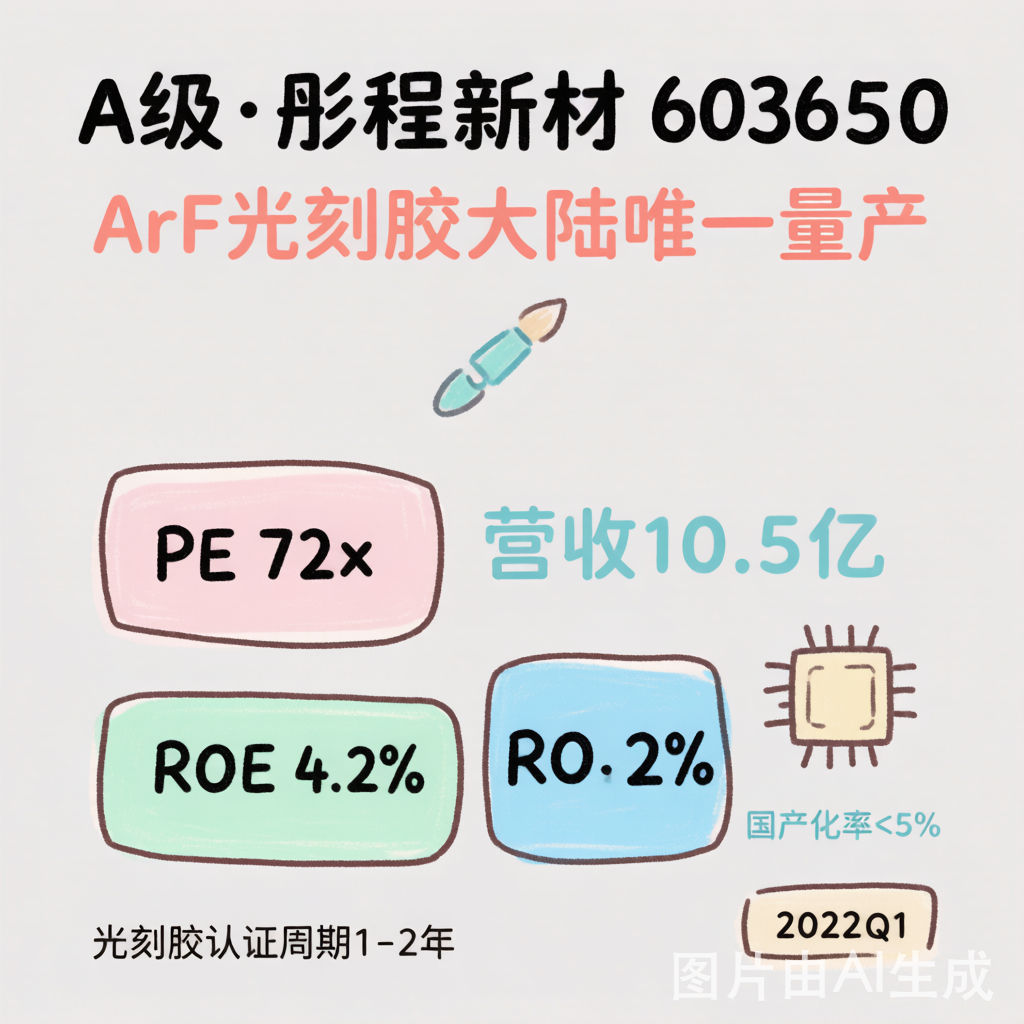 A级·彤程新材 603650
ArF光刻胶大陆唯一量产
PE 72x
营收10.5亿
ROE 4.2%
RO. 2%
国产化率<5%
2022Q1
光刻胶认证周期1-2年
图片由AI生成